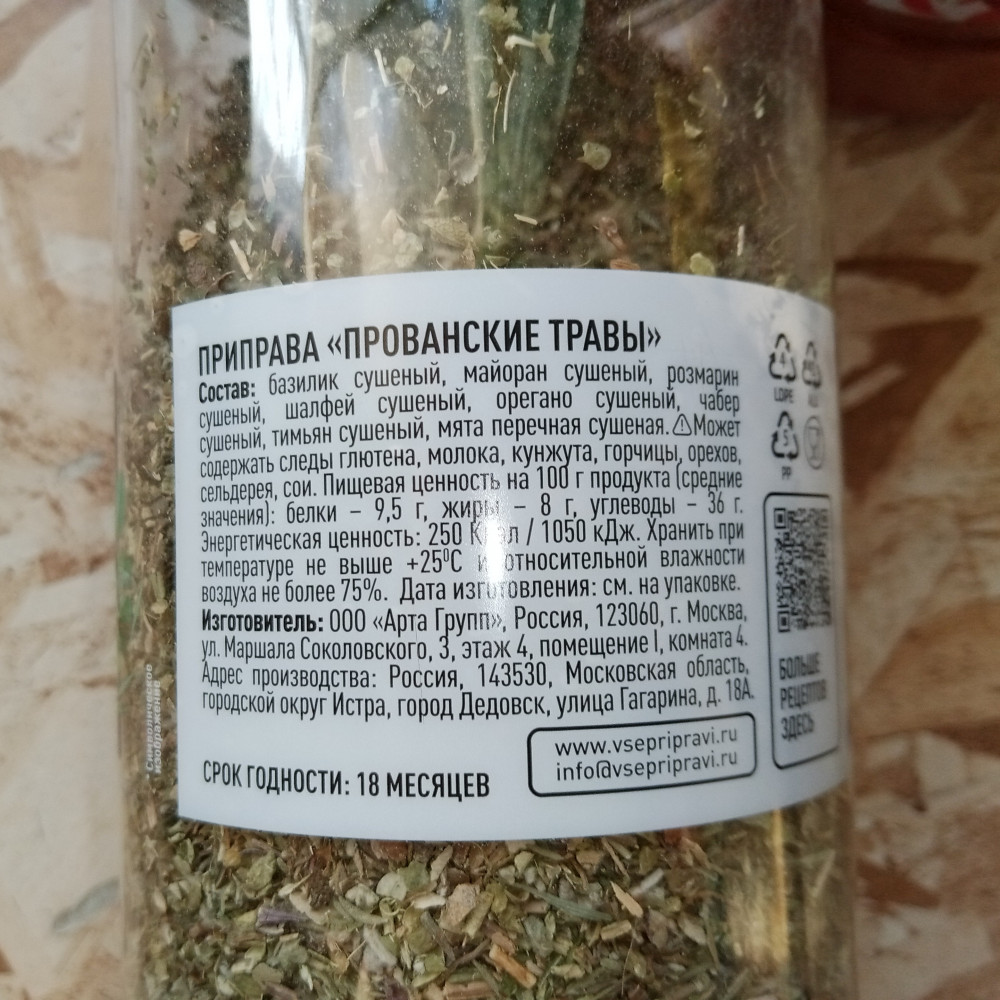 ПРИПРАВА «ПРОВАНСКИЕ ТРАВЫ»
Состав: базилик сушеный, майоран сушеный, розмарин
сушеный, шалфей сушеный, орегано сушеный, чабер
сушеный, тимьян сушеный, мята перечная сушеная. ⚠Может
содержать следы глютена, молока, кунжута, горчицы, орехов,
сельдерея, сои. Пищевая ценность на 100 г продукта (средние
значения): белки – 9,5 г, жиры – 8 г, углеводы – 36 г.
Энергетическая ценность: 250 Ккал / 1050 кДж. Хранить при
температуре не выше +25⁰С и относительной влажности
воздуха не более 75%. Дата изготовления: см. на упаковке.
Изготовитель: ООО «Арта Групп», Россия, 123060, г. Москва,
ул. Маршала Соколовского, 3, этаж 4, помещение I, комната 4.
Адрес производства: Россия, 143530, Московская область,
городской округ Истра, город Дедовск, улица Гагарина, д. 18А.
СРОК ГОДНОСТИ: 18 МЕСЯЦЕВ
www.vsepripravi.ru
info@vsepripravi.ru
4
LDPE
5
PP
БОЛЬШЕ
РЕЦЕПТОВ
ЗДЕСЬ
Символическое
изображение